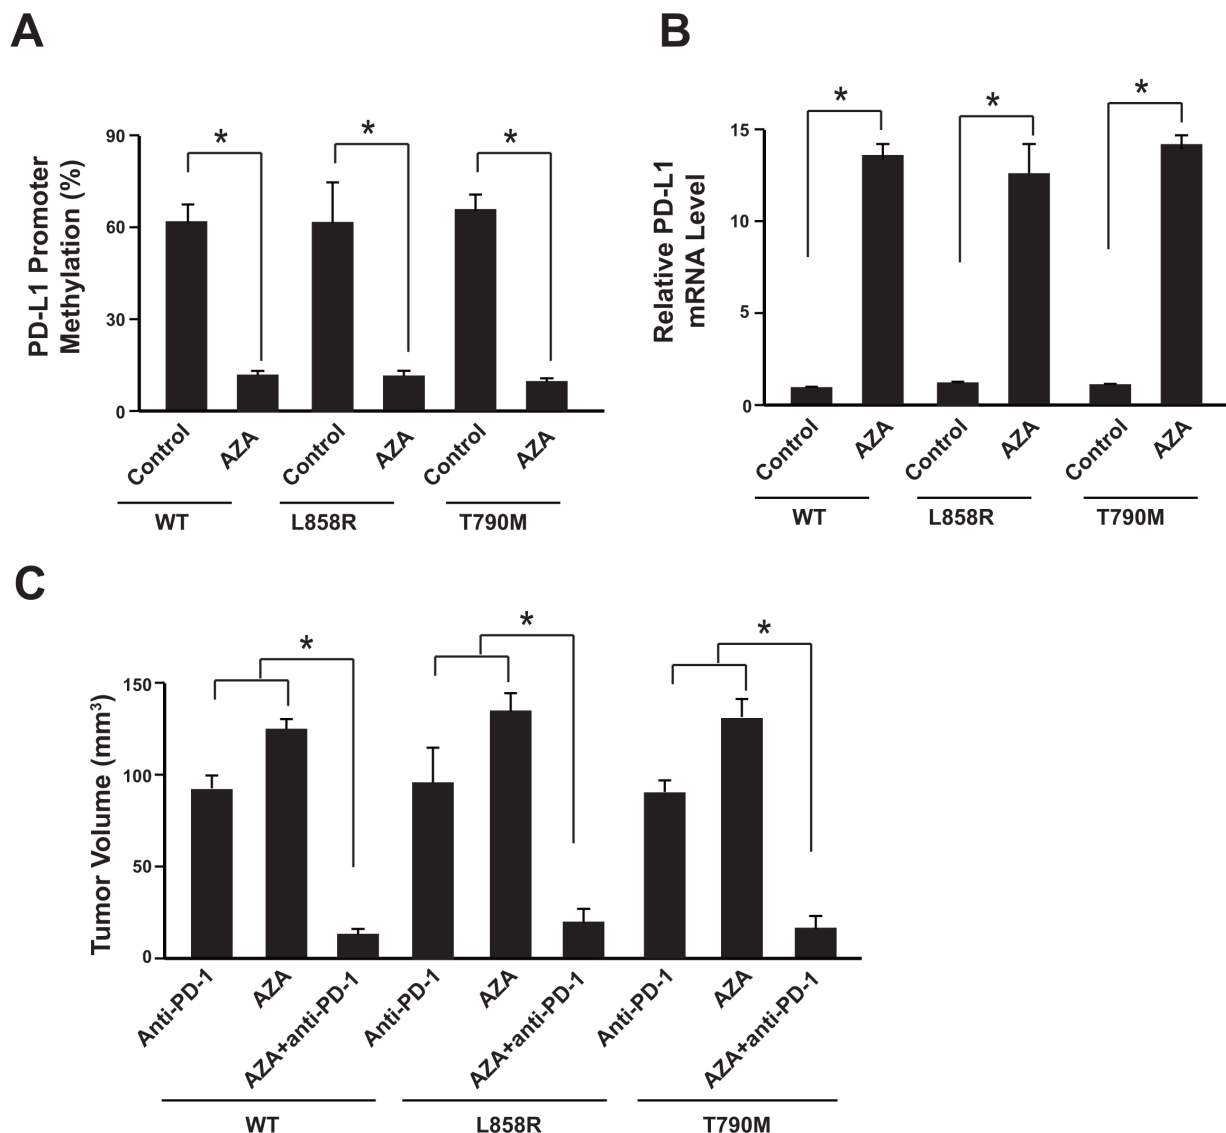 A
PD-L1 Promoter
Methylation (%)
90
60
30
0
*
*
*
Control
AZA
Control
AZA
Control
AZA
WT
L858R
T790M
B
Relative PD-L1
mRNA Level
15
10
5
0
*
*
*
Control
AZA
Control
AZA
Control
AZA
WT
L858R
T790M
C
Tumor Volume (mm³)
150
100
50
0
*
*
*
Anti-PD-1
AZA
AZA+anti-PD-1
Anti-PD-1
AZA
AZA+anti-PD-1
Anti-PD-1
AZA
AZA+anti-PD-1
WT
L858R
T790M